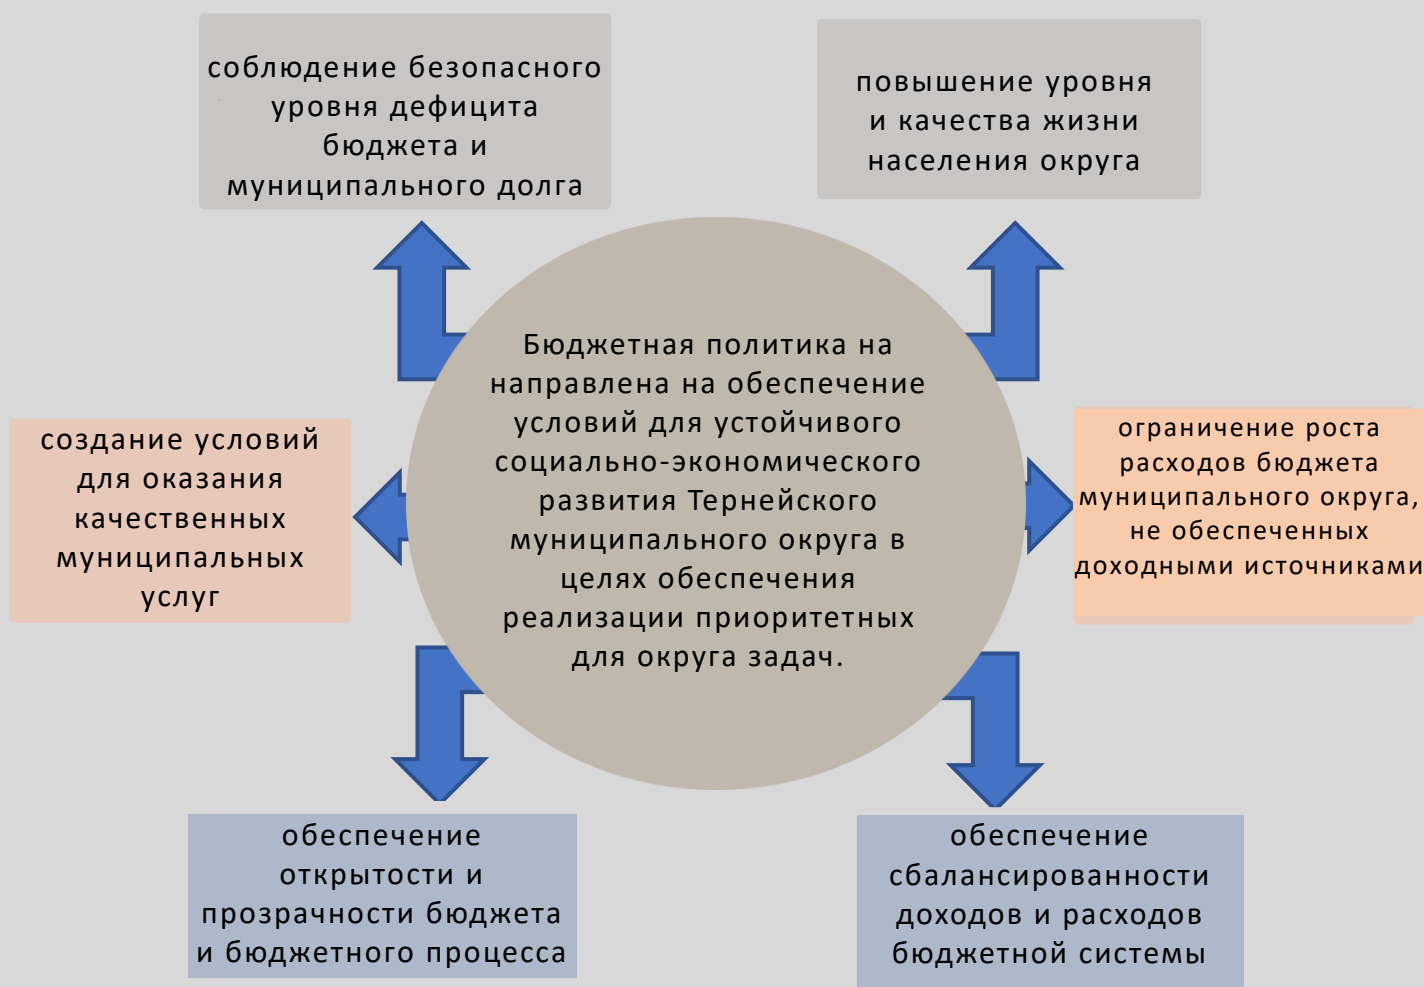 соблюдение безопасного
уровня дефицита
бюджета и
муниципального долга
повышение уровня
и качества жизни
населения округа
Бюджетная политика на
направлена на обеспечение
условий для устойчивого
социально-экономического
развития Тернейского
муниципального округа в
целях обеспечения
реализации приоритетных
для округа задач.
создание условий
для оказания
качественных
муниципальных
услуг
ограничение роста
расходов бюджета
муниципального округа,
не обеспеченных
доходными источниками
обеспечение
открытости и
прозрачности бюджета
и бюджетного процесса
обеспечение
сбалансированности
доходов и расходов
бюджетной системы